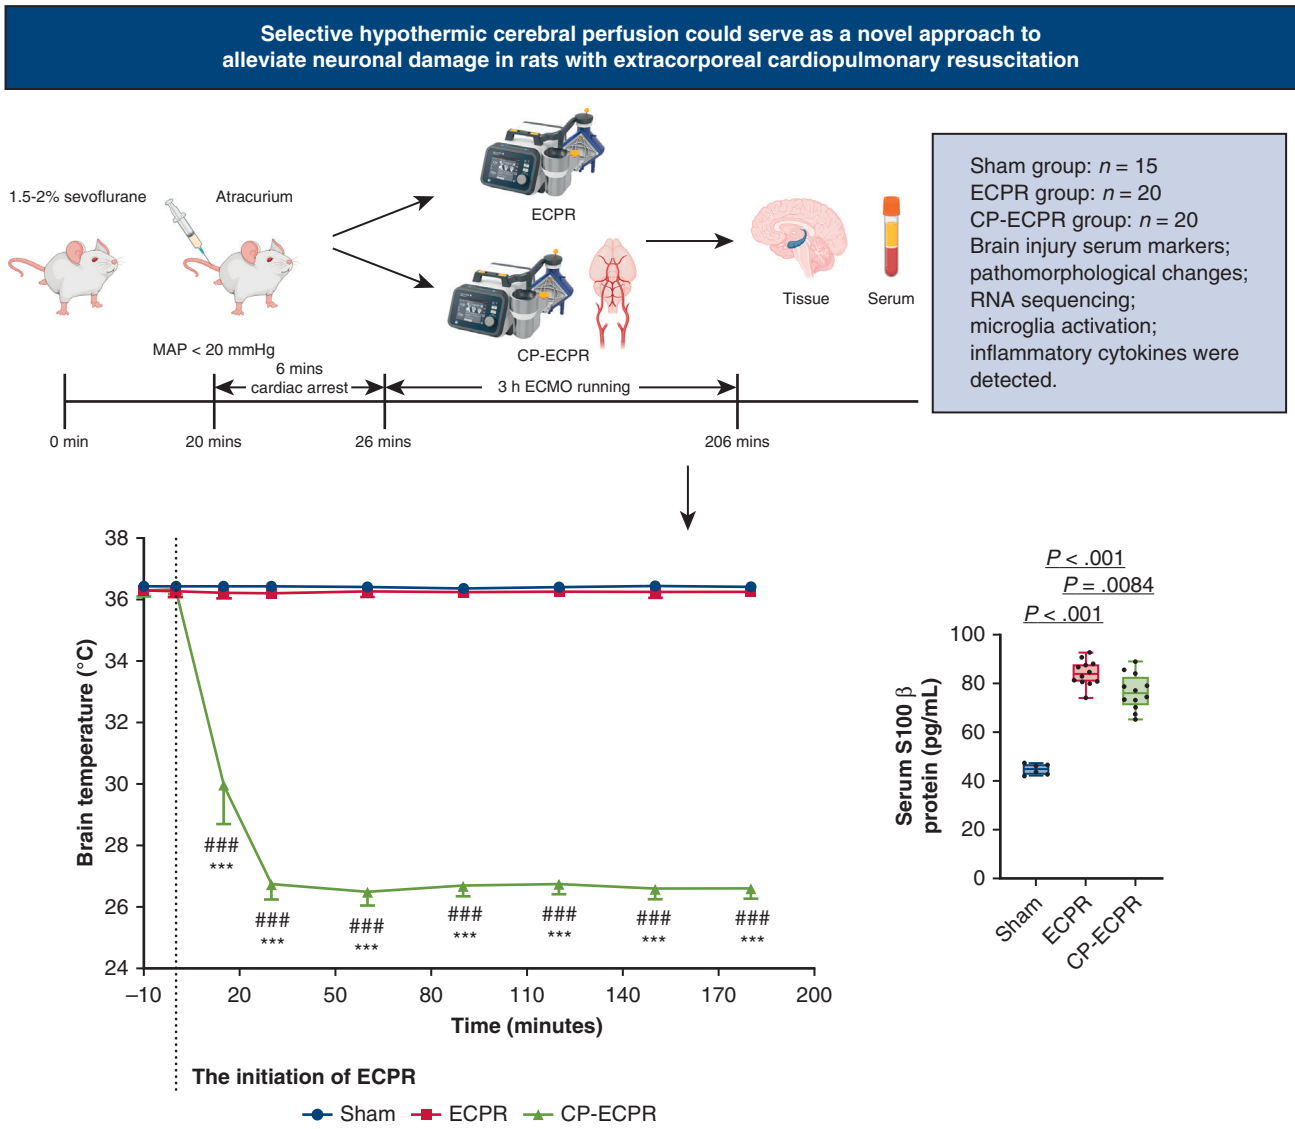 Selective hypothermic cerebral perfusion could serve as a novel approach to
alleviate neuronal damage in rats with extracorporeal cardiopulmonary resuscitation
1.5-2% sevoflurane
Atracurium
ECPR
CP-ECPR
Tissue
Serum
MAP < 20 mmHg
6 mins
cardiac arrest
3 h ECMO running
0 min
20 mins
26 mins
206 mins
Sham group: n = 15
ECPR group: n = 20
CP-ECPR group: n = 20
Brain injury serum markers;
pathomorphological changes;
RNA sequencing;
microglia activation;
inflammatory cytokines were
detected.
Brain temperature (°C)
38
36
34
32
30
28
26
24
###
***
###
***
###
***
###
***
###
***
###
***
###
***
–10
20
50
80
110
140
170
200
Time (minutes)
The initiation of ECPR
Sham
ECPR
CP-ECPR
P < .001
P = .0084
P < .001
Serum S100 β
protein (pg/mL)
100
80
60
40
20
0
Sham
ECPR
CP-ECPR